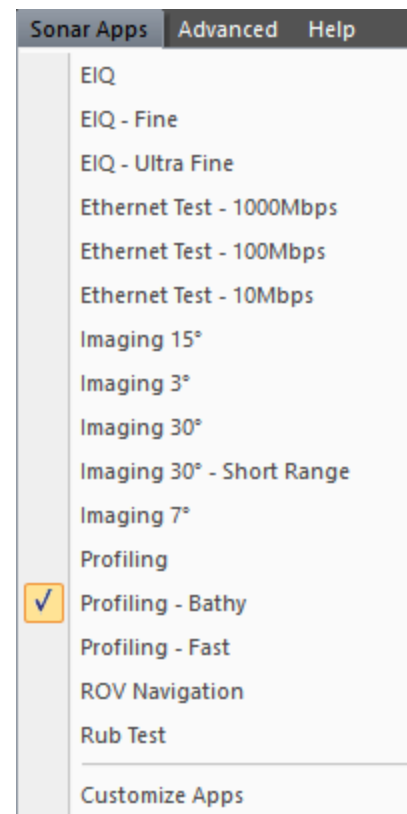 Sonar Apps Advanced Help
EIQ
EIQ - Fine
EIQ - Ultra Fine
Ethernet Test - 1000Mbps
Ethernet Test - 100Mbps
Ethernet Test - 10Mbps
Imaging 15°
Imaging 3°
Imaging 30°
Imaging 30° - Short Range
Imaging 7°
Profiling
Profiling - Bathy
Profiling - Fast
ROV Navigation
Rub Test
Customize Apps